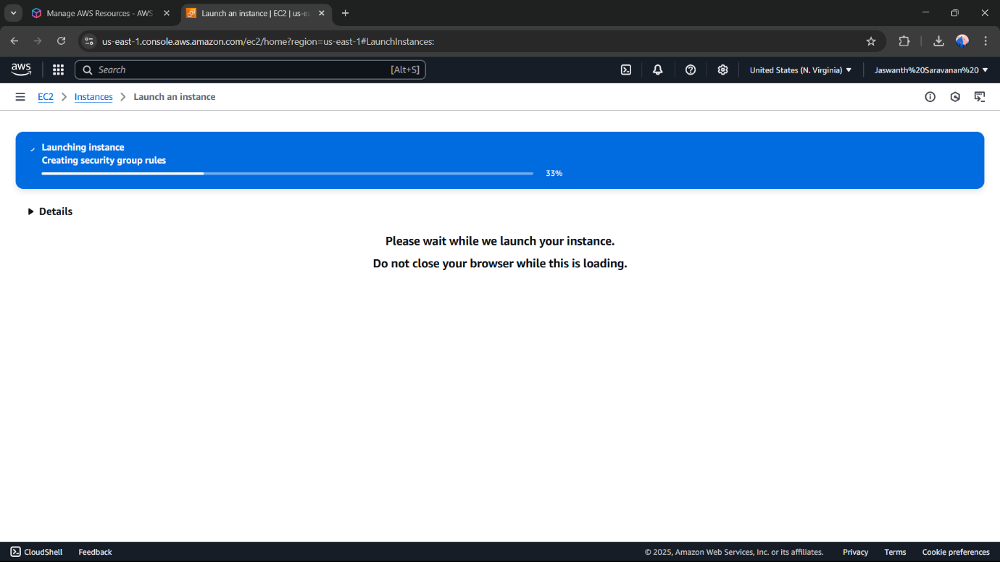 Manage AWS Resources - AWS
Launch an instance | EC2 | us-ea
us-east-1.console.aws.amazon.com/ec2/home?region=us-east-1#LaunchInstances:
aws
Search [Alt+S]
United States (N. Virginia)
Jaswanth%20Saravanan%20
EC2 Instances Launch an instance
Launching instance
Creating security group rules
33%
Details
Please wait while we launch your instance.
Do not close your browser while this is loading.
CloudShell Feedback © 2025, Amazon Web Services, Inc. or its affiliates. Privacy Terms Cookie preferences